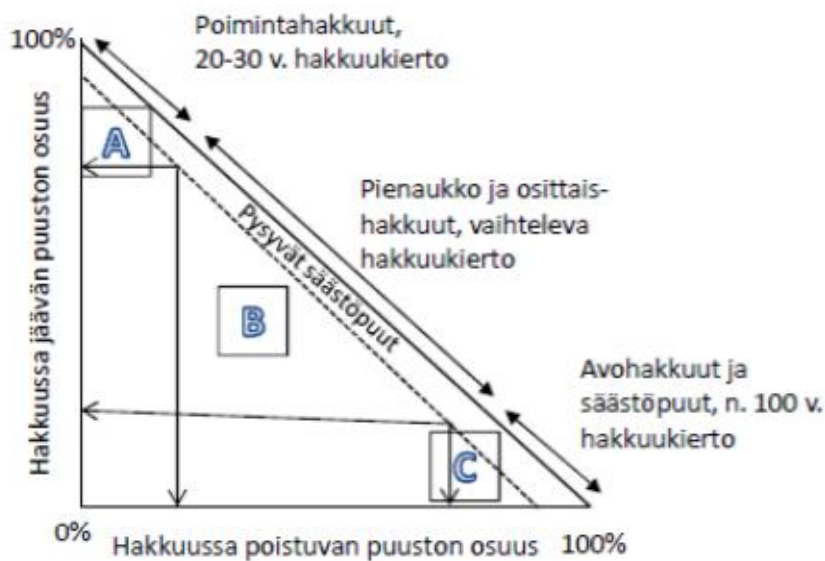 Poimintahakkuut,
20-30 v. hakkuukierto
100%
Hakkuussa jäävän puuston osuus
A
Pienaukko ja osittais-
hakkuut, vaihteleva
hakkuukierto
Pysyvät säästöpuut
B
Avohakkuut ja
säästöpuut, n. 100 v.
hakkuukierto
C
0%
Hakkuussa poistuvan puuston osuus
100%